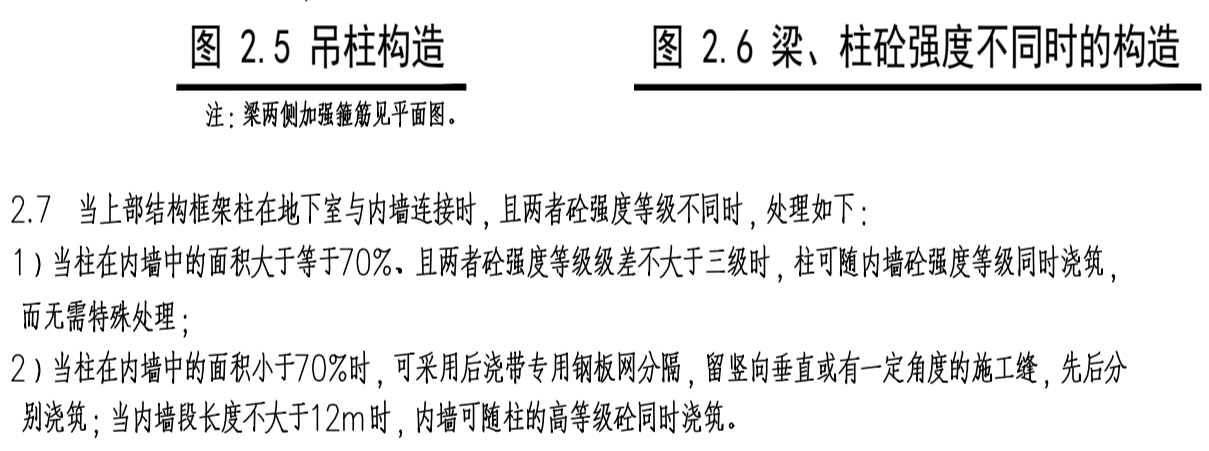 图 2.5 吊柱构造
图 2.6 梁、柱砼强度不同时的构造
注：梁两侧加强箍筋见平面图。
2.7 当上部结构框架柱在地下室与内墙连接时，且两者砼强度等级不同时，处理如下：
1）当柱在内墙中的面积大于等于70%、且两者砼强度等级级差不大于三级时，柱可随内墙砼强度等级同时浇筑，
而无需特殊处理；
2）当柱在内墙中的面积小于70%时，可采用后浇带专用钢板网分隔，留竖向垂直或有一定角度的施工缝，先后分
别浇筑；当内墙段长度不大于12m时，内墙可随柱的高等级砼同时浇筑。